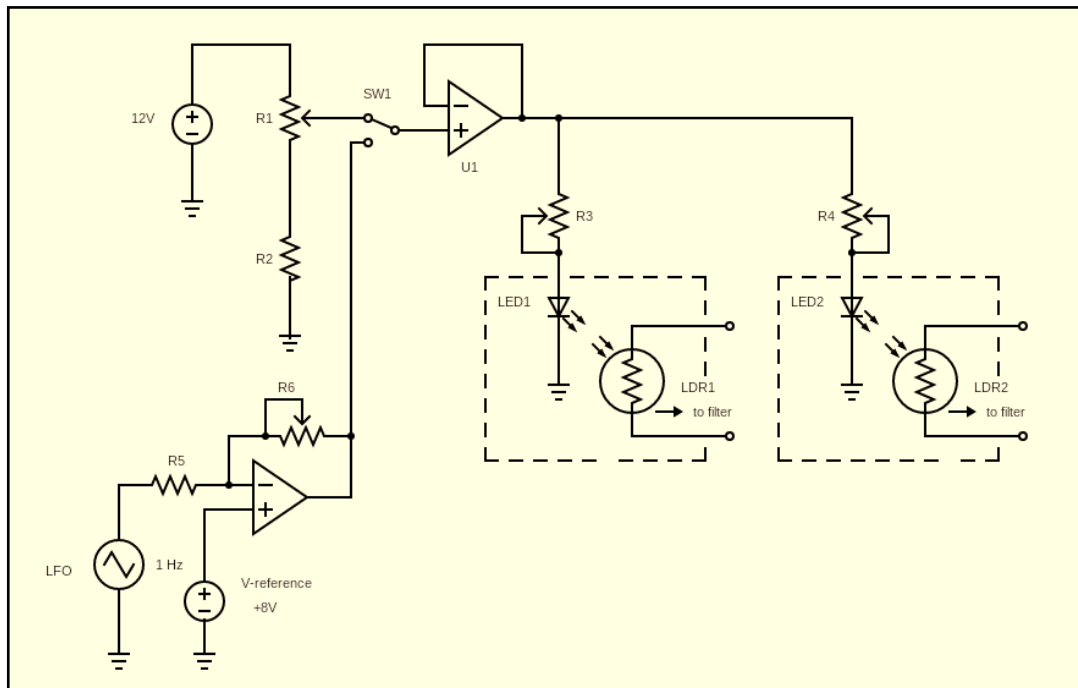 SW1
12V
R1
U1
R3
R4
R2
LED1
LED2
R6
LDR1
to filter
LDR2
to filter
R5
LFO
1 Hz
V-reference
+8V